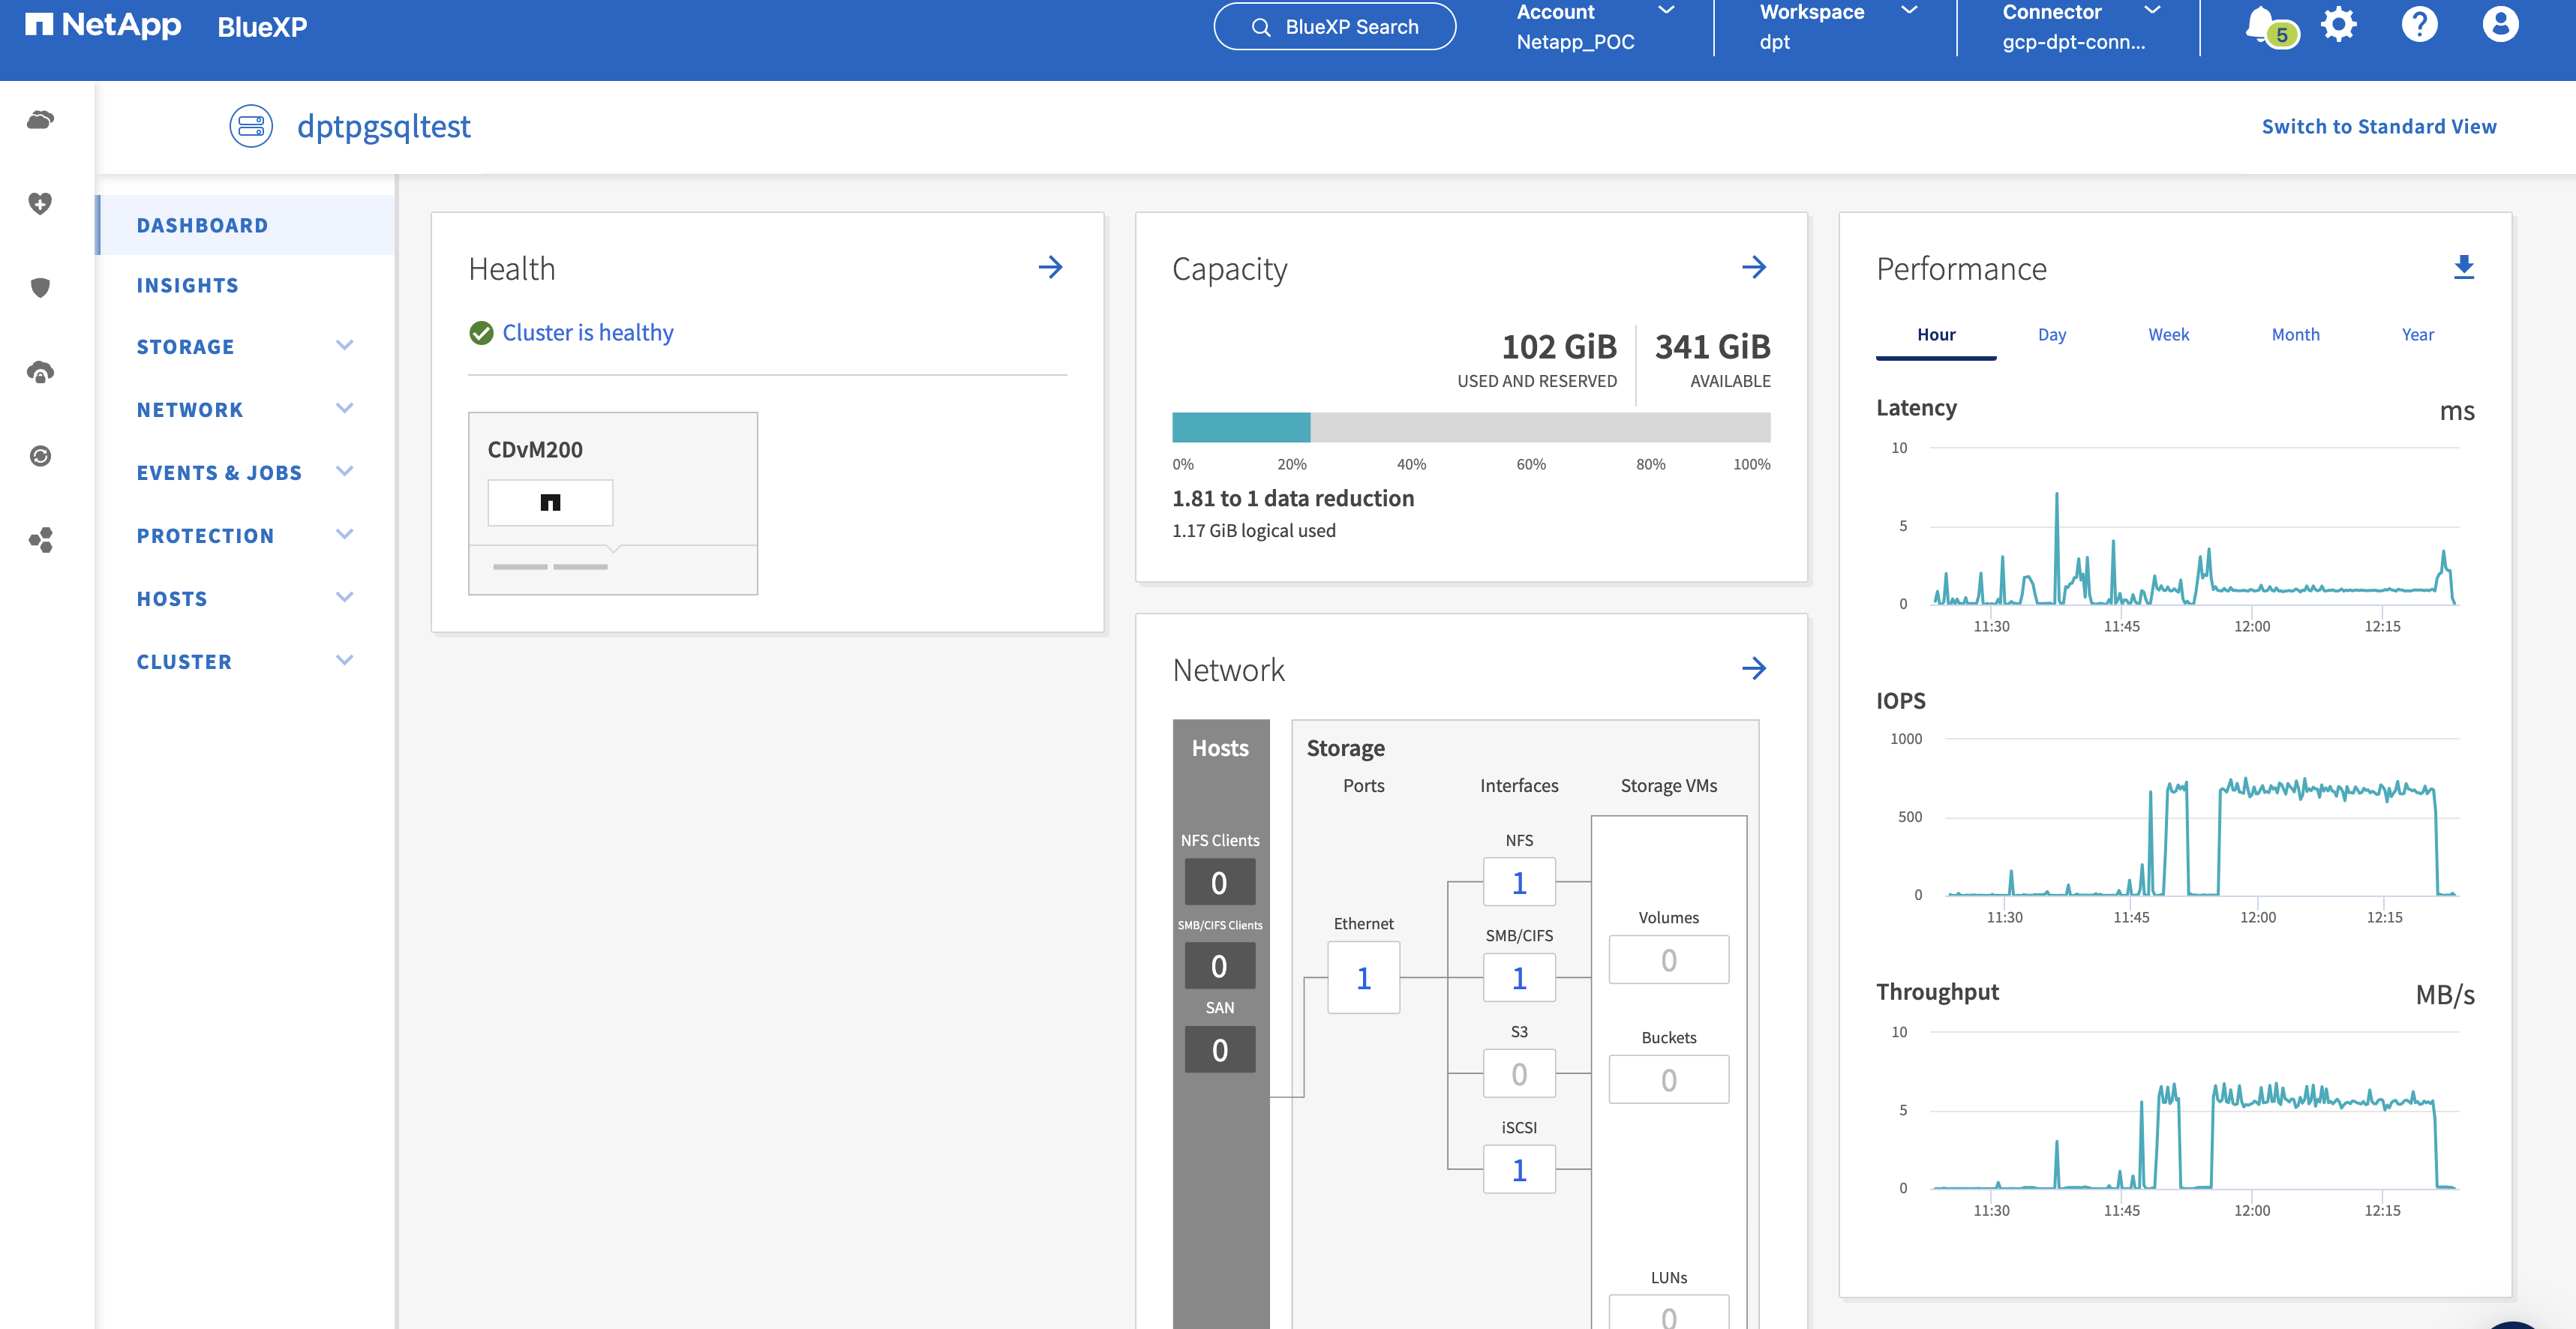 NetApp BlueXP
BlueXP Search
Account
Netapp_POC
Workspace
dpt
Connector
gcp-dpt-conn...
5
dptpgsqltest
Switch to Standard View
DASHBOARD
INSIGHTS
STORAGE
NETWORK
EVENTS & JOBS
PROTECTION
HOSTS
CLUSTER
Health
Cluster is healthy
CDvM200
Capacity
102 GiB
USED AND RESERVED
341 GiB
AVAILABLE
0% 20% 40% 60% 80% 100%
1.81 to 1 data reduction
1.17 GiB logical used
Network
Hosts
NFS Clients
0
SMB/CIFS Clients
0
SAN
0
Storage
Ports Interfaces Storage VMs
Ethernet
1
NFS
1
SMB/CIFS
1
S3
0
iSCSI
1
Volumes
0
Buckets
0
LUNs
0
Performance
Hour Day Week Month Year
Latency ms
10
5
0
11:30 11:45 12:00 12:15
IOPS
1000
500
0
11:30 11:45 12:00 12:15
Throughput MB/s
10
5
0
11:30 11:45 12:00 12:15